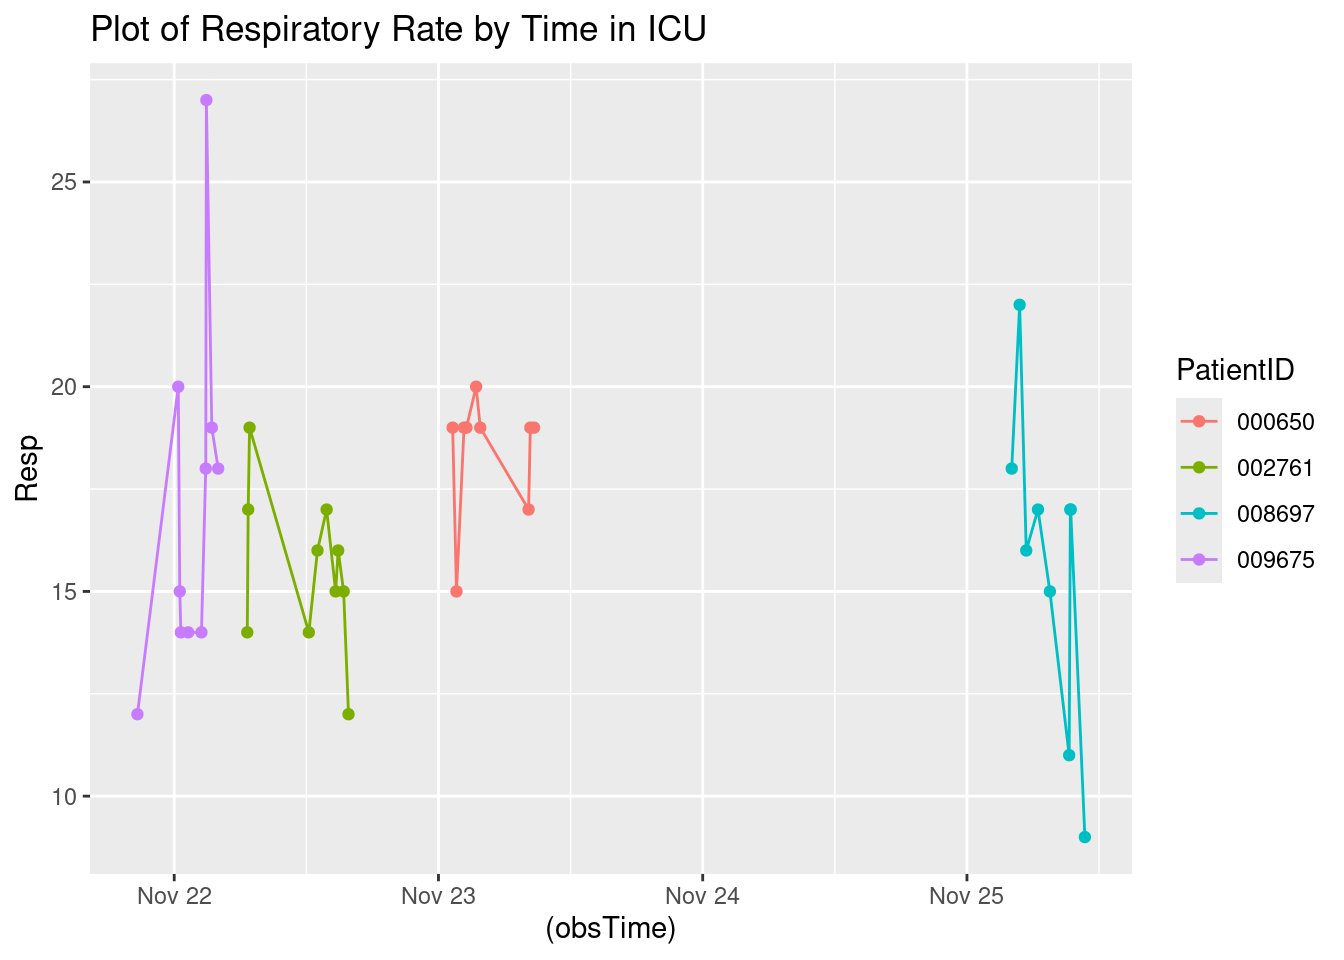 Plot of Respiratory Rate by Time in ICU
25
20
15
10
Resp
Nov 22
Nov 23
Nov 24
Nov 25
(obsTime)
PatientID
000650
002761
008697
009675